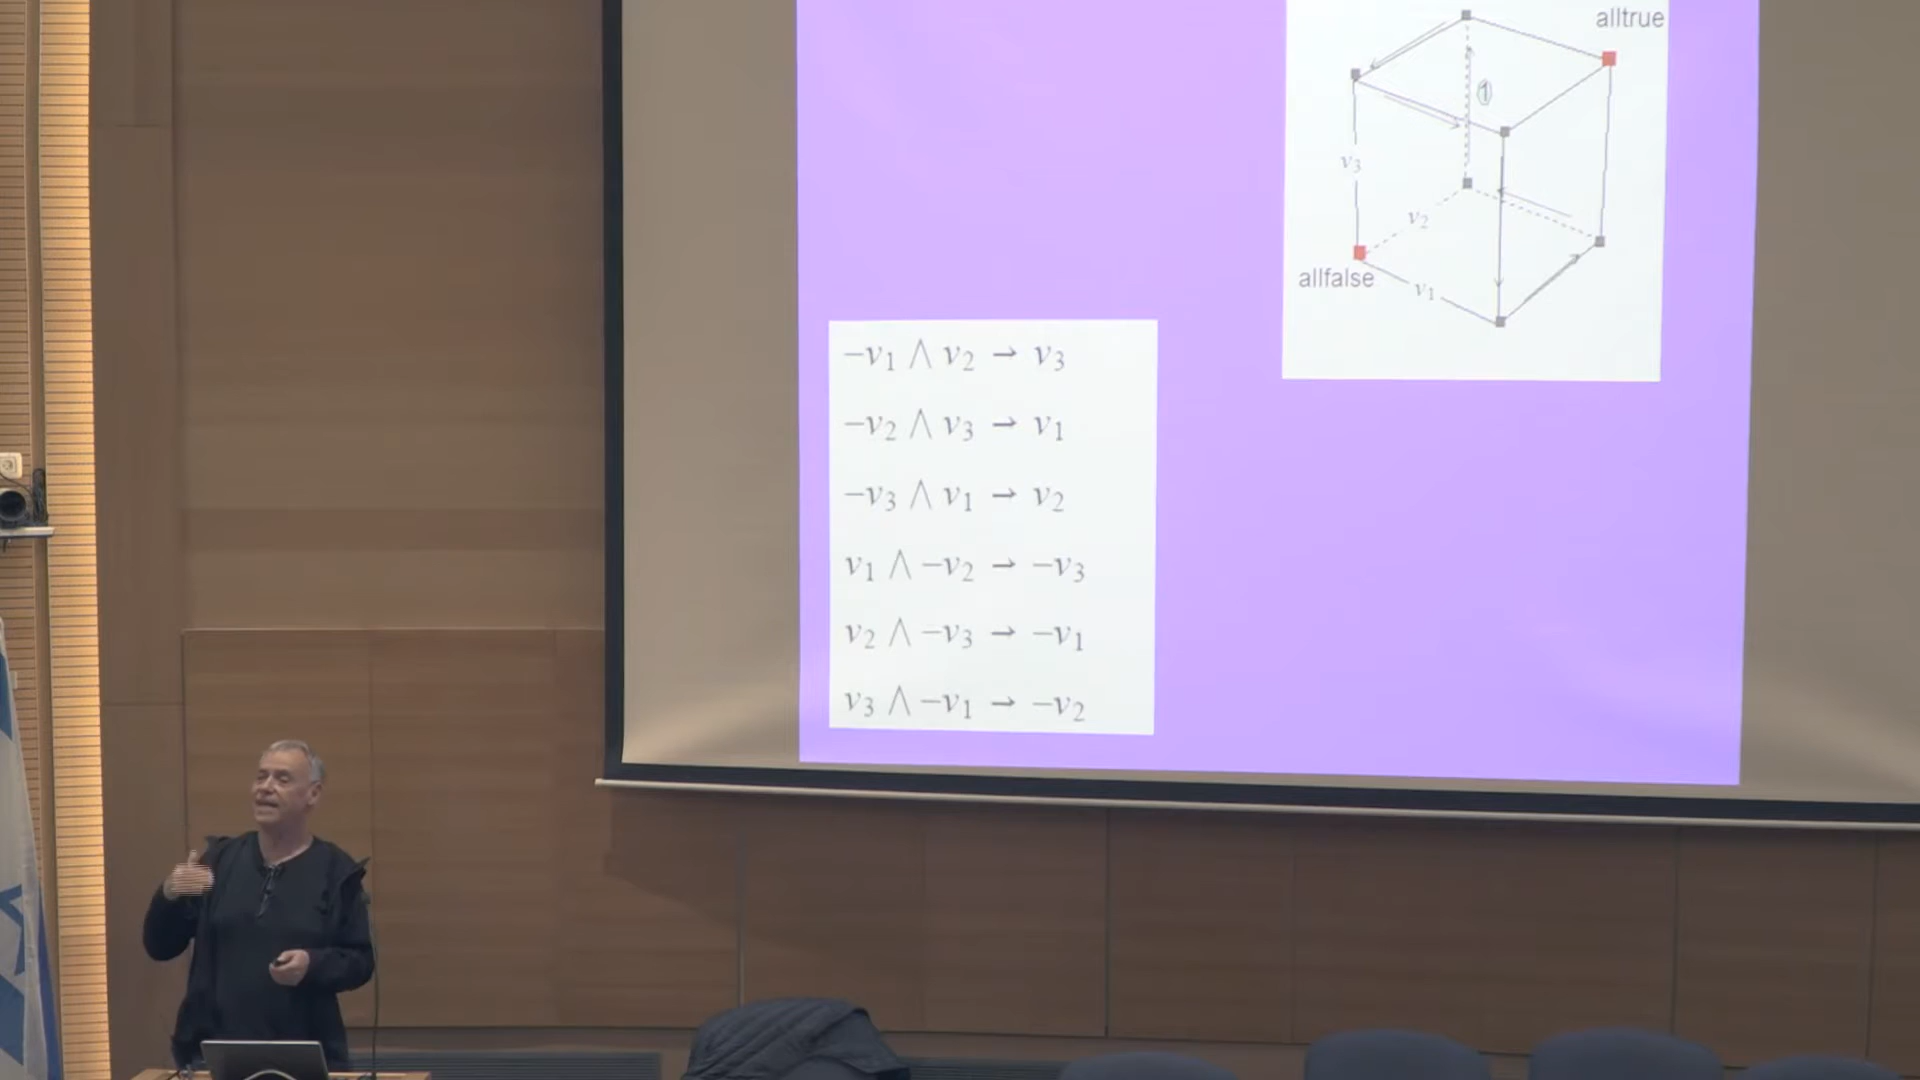 alltrue
①
v₃
v₂
allfalse
v₁
−v₁ ∧ v₂ → v₃
−v₂ ∧ v₃ → v₁
−v₃ ∧ v₁ → v₂
v₁ ∧ −v₂ → −v₃
v₂ ∧ −v₃ → −v₁
v₃ ∧ −v₁ → −v₂